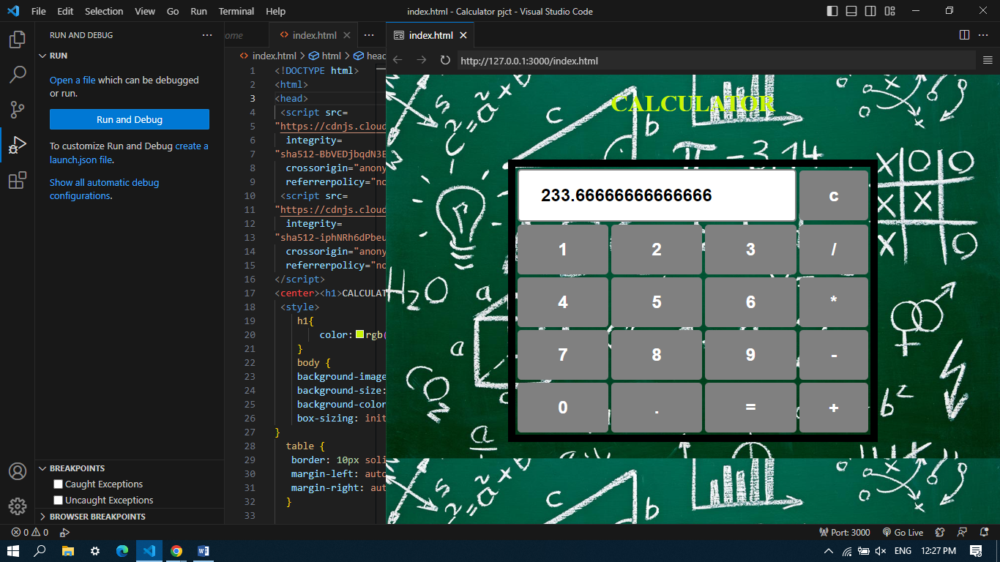 File Edit Selection View Go Run Terminal Help
index.html - Calculator pjct - Visual Studio Code
RUN AND DEBUG
RUN
Open a file which can be debugged
or run.
Run and Debug
To customize Run and Debug create a
launch.json file.
Show all automatic debug
configurations.
BREAKPOINTS
Caught Exceptions
Uncaught Exceptions
BROWSER BREAKPOINTS
ome index.html
index.html > html > head
1 <!DOCTYPE html>
2 <html>
3 <head>
4 <script src=
5 "https://cdnjs.cloud
6 integrity=
7 "sha512-BbVEDjbqdN3E
8 crossorigin="anony
9 referrerpolicy="no
10 <script src=
11 "https://cdnjs.cloud
12 integrity=
13 "sha512-iphNRh6dPbeu
14 crossorigin="anony
15 referrerpolicy="no
16 </script>
17 <center><h1>CALCULAT
18 <style>
19 h1{
20 color: rgb(
21 }
22 body {
23 background-image
24 background-size:
25 background-color
26 box-sizing: init
27 }
28 table {
29 border: 10px soli
30 margin-left: auto
31 margin-right: aut
32 }
33
index.html
http://127.0.0.1:3000/index.html
CALCULATOR
233.66666666666666 c
1 2 3 /
4 5 6 *
7 8 9 -
0 . = +
c
b
π = 3,14
X O O
X X
X O
H₂O
a
a
CO₂
b²
a
c
b
0 0
Port: 3000 Go Live
ENG 12:27 PM